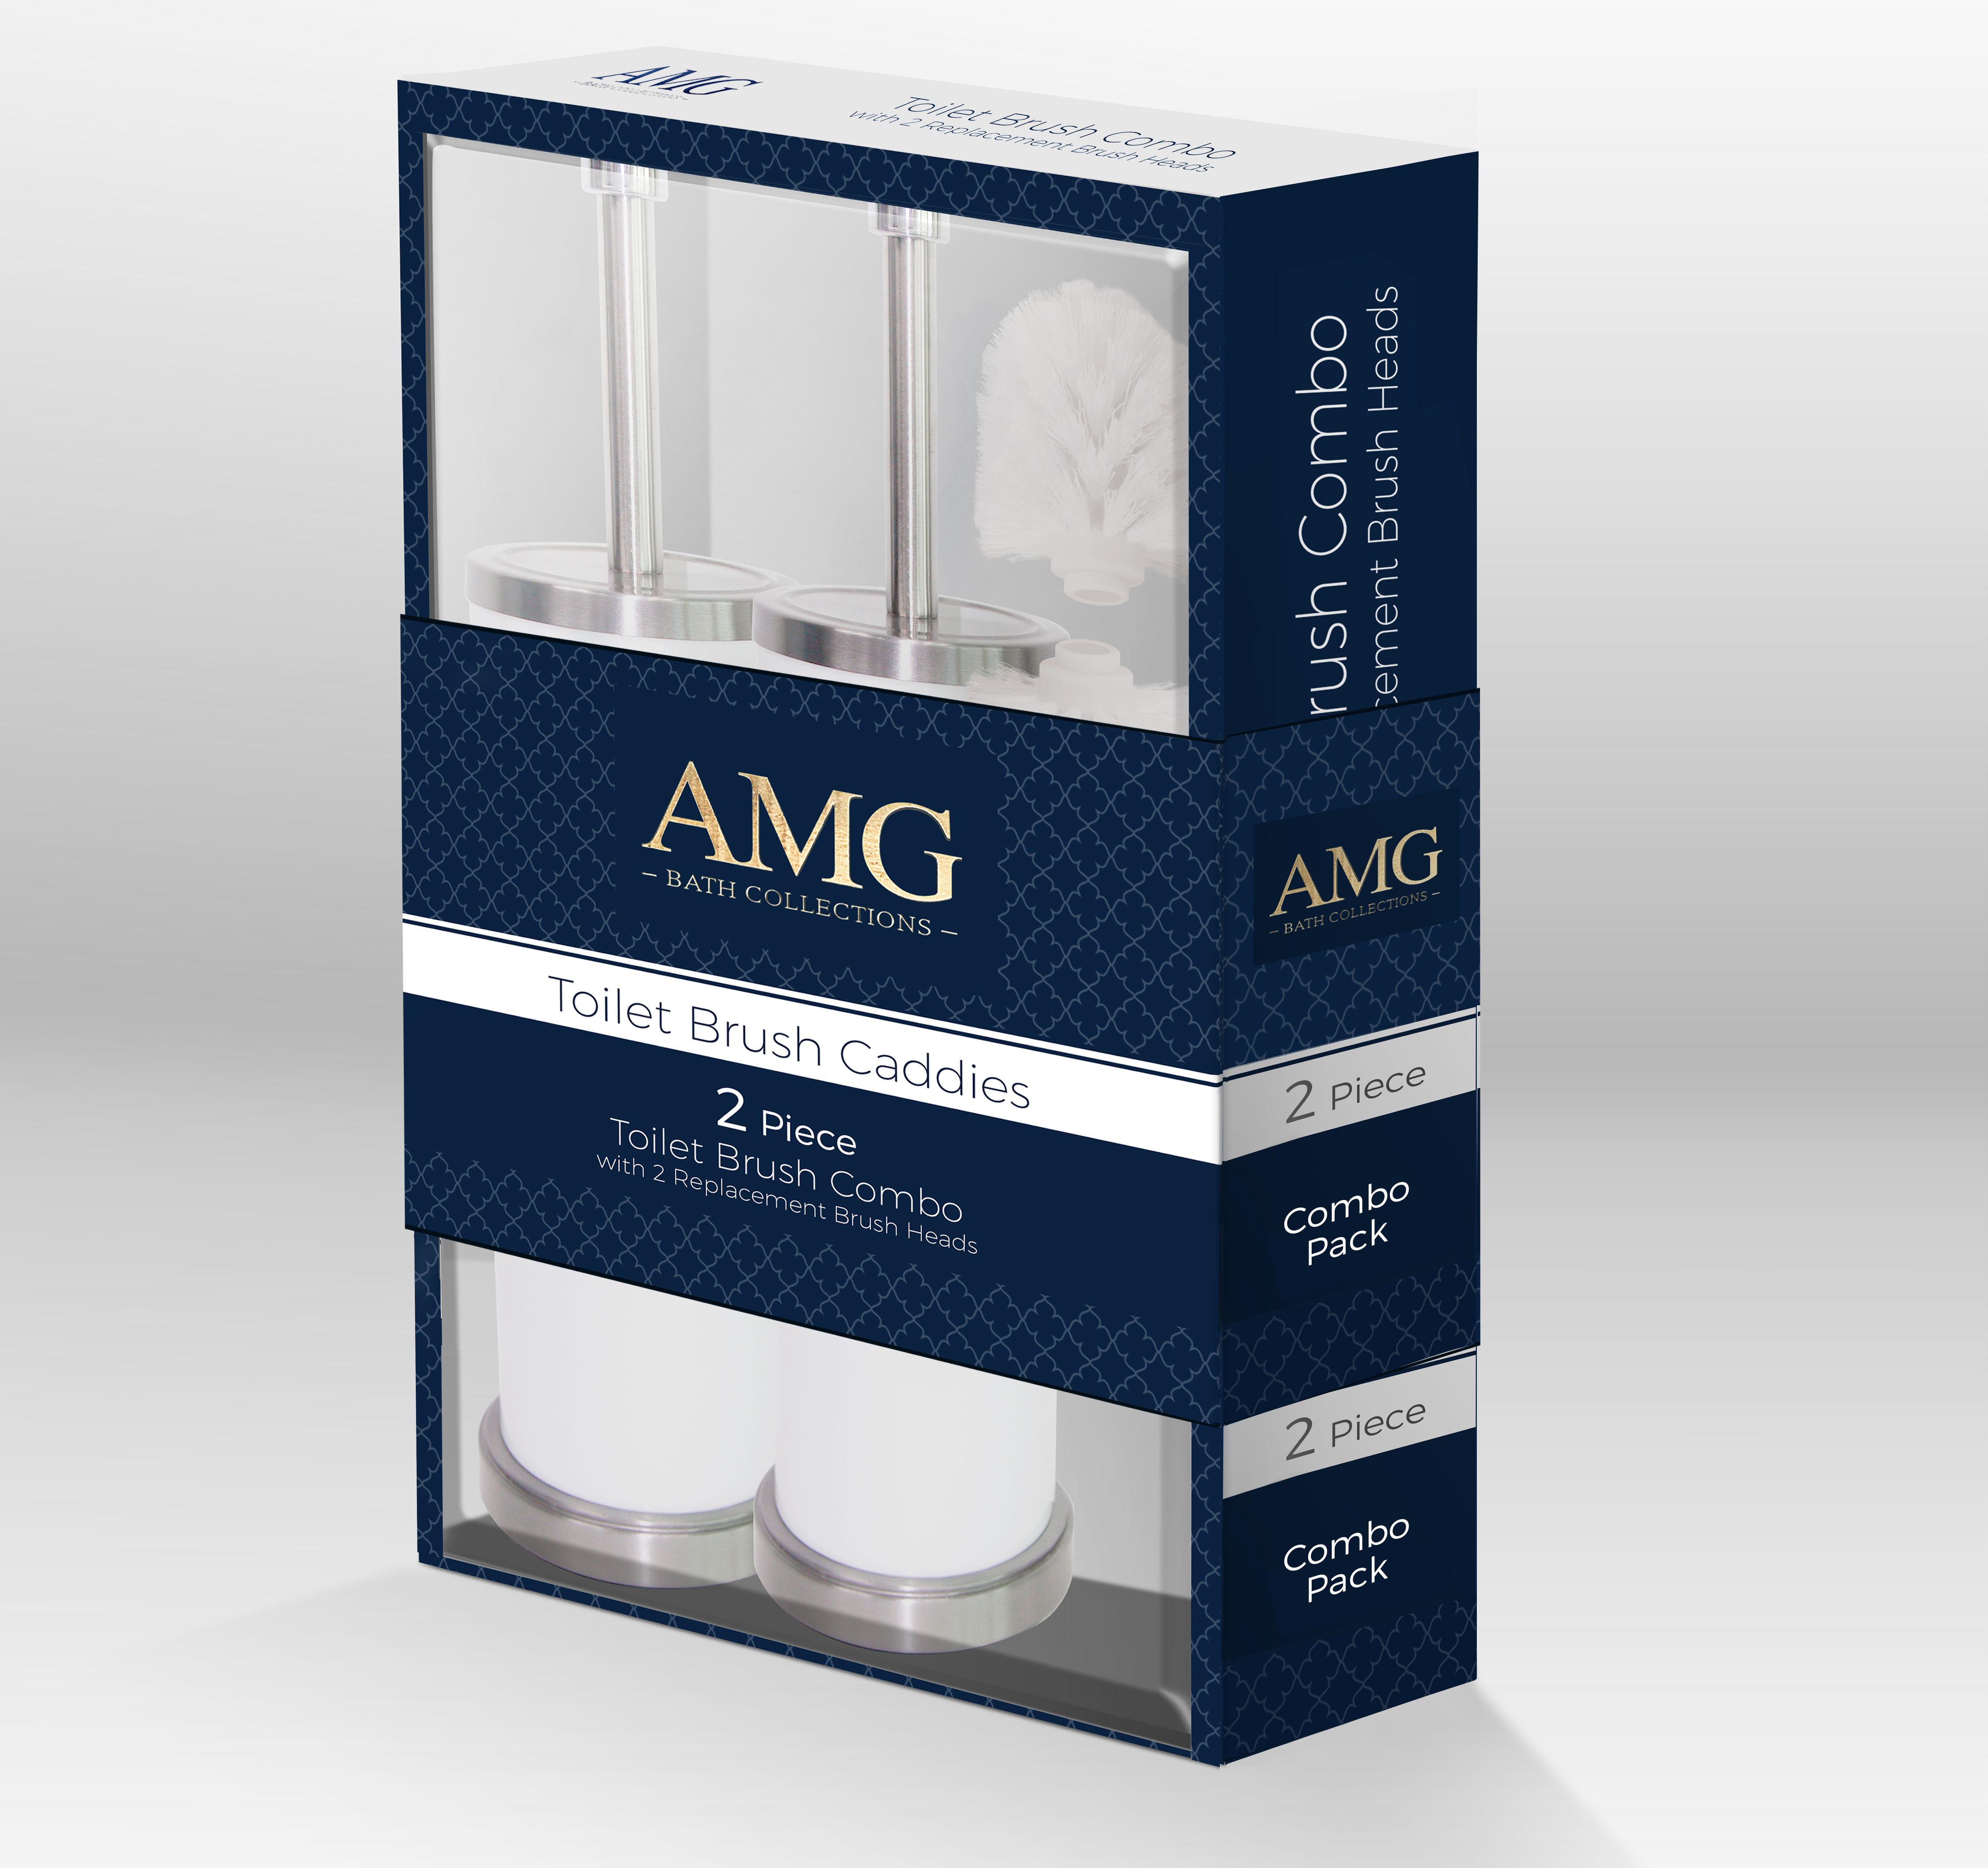 AMG
- BATH COLLECTIONS -
Toilet Brush Combo
with 2 Replacement Brush Heads
rush Combo
cement Brush Heads
AMG
- BATH COLLECTIONS -
Toilet Brush Caddies
2 Piece
Toilet Brush Combo
with 2 Replacement Brush Heads
AMG
- BATH COLLECTIONS -
2 Piece
Combo
Pack
2 Piece
Combo
Pack